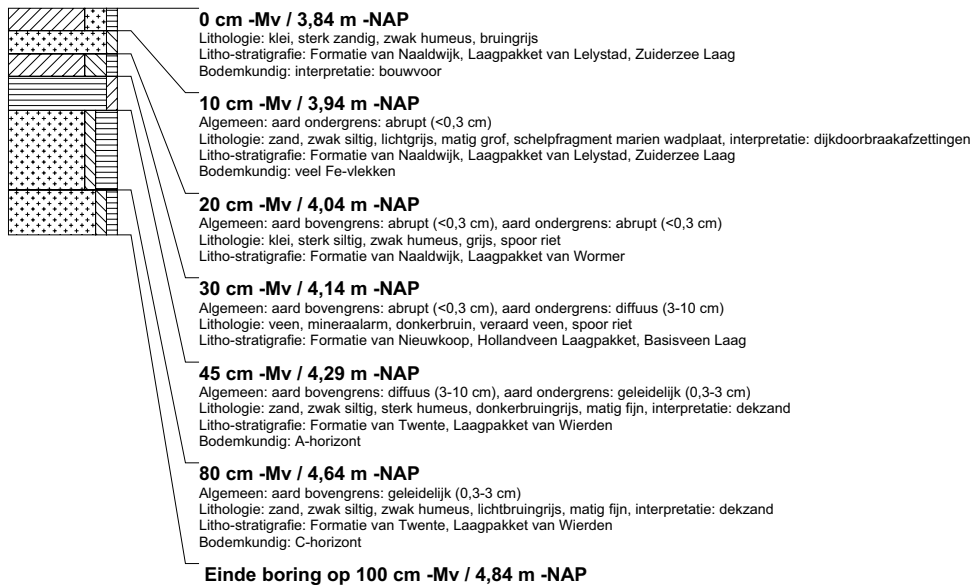 0 cm -Mv / 3,84 m -NAP
Lithologie: klei, sterk zandig, zwak humeus, bruingrijs
Litho-stratigrafie: Formatie van Naaldwijk, Laagpakket van Lelystad, Zuiderzee Laag
Bodemkundig: interpretatie: bouwvoor
10 cm -Mv / 3,94 m -NAP
Algemeen: aard ondergrens: abrupt (<0,3 cm)
Lithologie: zand, zwak siltig, lichtgrijs, matig grof, schelpfragment marien wadplaat, interpretatie: dijkdoorbraakafzettingen
Litho-stratigrafie: Formatie van Naaldwijk, Laagpakket van Lelystad, Zuiderzee Laag
Bodemkundig: veel Fe-vlekken
20 cm -Mv / 4,04 m -NAP
Algemeen: aard bovengrens: abrupt (<0,3 cm), aard ondergrens: abrupt (<0,3 cm)
Lithologie: klei, sterk siltig, zwak humeus, grijs, spoor riet
Litho-stratigrafie: Formatie van Naaldwijk, Laagpakket van Wormer
30 cm -Mv / 4,14 m -NAP
Algemeen: aard bovengrens: abrupt (<0,3 cm), aard ondergrens: diffuus (3-10 cm)
Lithologie: veen, mineraalarm, donkerbruin, veraard veen, spoor riet
Litho-stratigrafie: Formatie van Nieuwkoop, Hollandveen Laagpakket, Basisveen Laag
45 cm -Mv / 4,29 m -NAP
Algemeen: aard bovengrens: diffuus (3-10 cm), aard ondergrens: geleidelijk (0,3-3 cm)
Lithologie: zand, zwak siltig, sterk humeus, donkerbruingrijs, matig fijn, interpretatie: dekzand
Litho-stratigrafie: Formatie van Twente, Laagpakket van Wierden
Bodemkundig: A-horizont
80 cm -Mv / 4,64 m -NAP
Algemeen: aard bovengrens: geleidelijk (0,3-3 cm)
Lithologie: zand, zwak siltig, zwak humeus, lichtbruingrijs, matig fijn, interpretatie: dekzand
Litho-stratigrafie: Formatie van Twente, Laagpakket van Wierden
Bodemkundig: C-horizont
Einde boring op 100 cm -Mv / 4,84 m -NAP